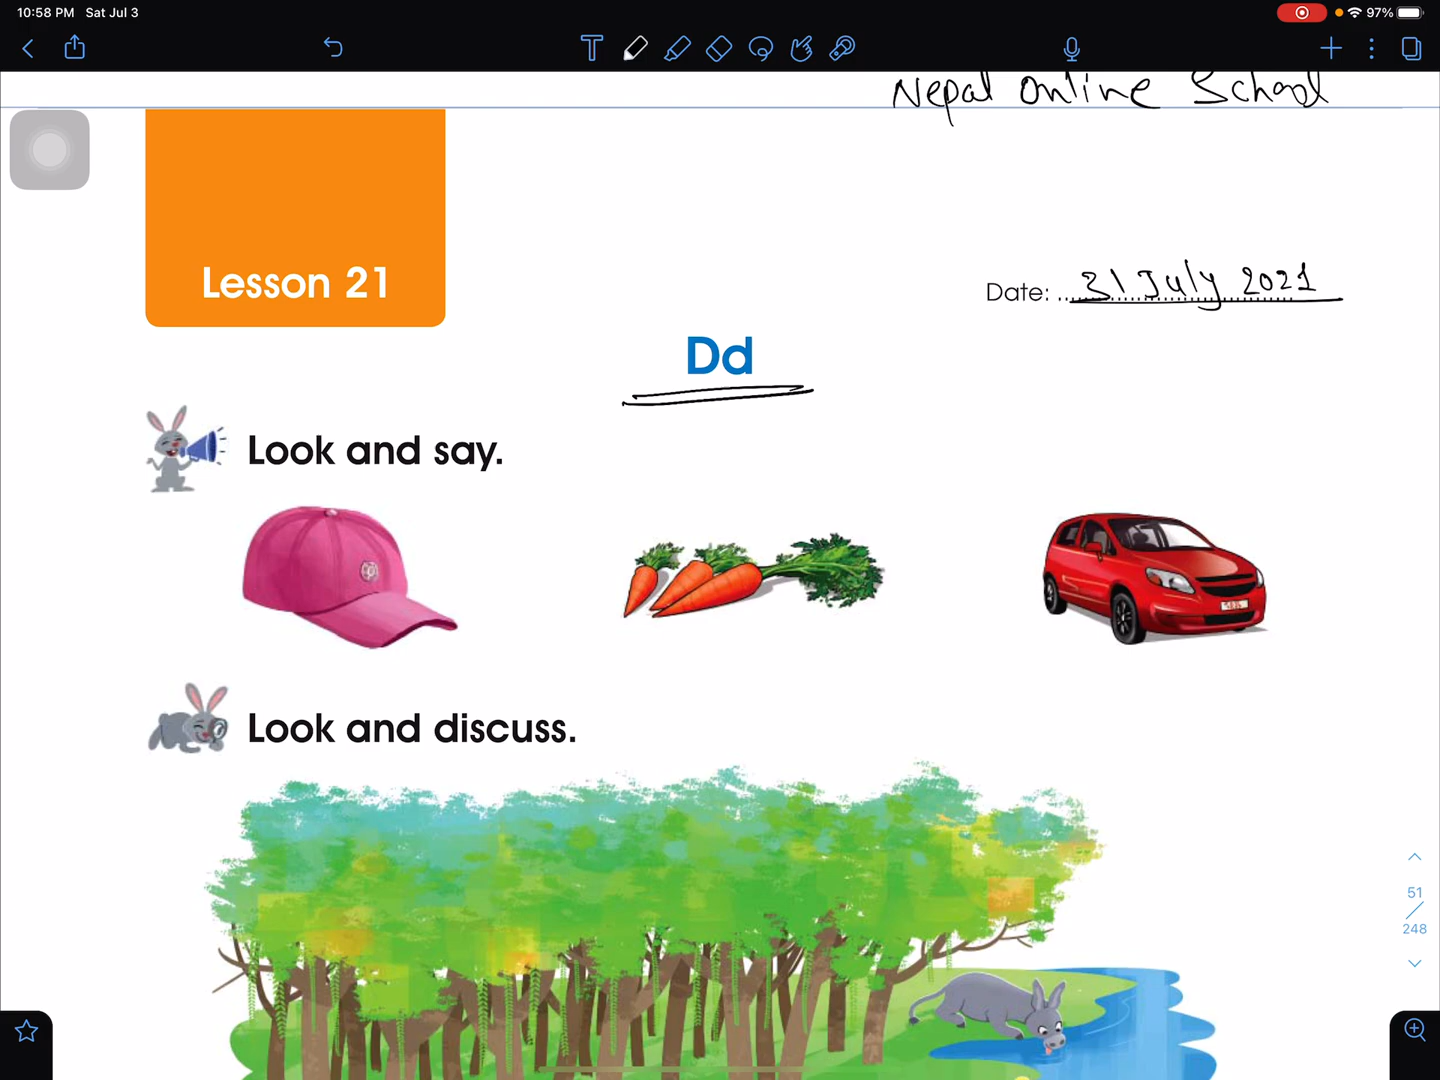 10:58 PM Sat Jul 3 97%
Nepal Online School
Lesson 21
Date: 31 July 2021
Dd
Look and say.
Look and discuss.
51
/
248